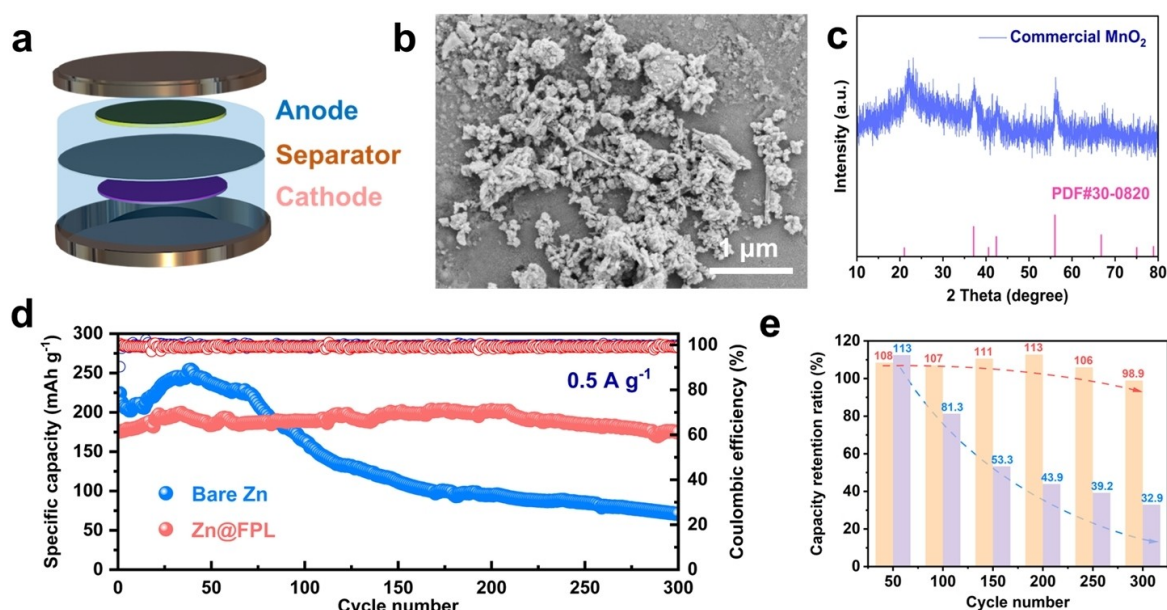 a
Anode
Separator
Cathode
b
1 µm
c
Commercial MnO2
PDF#30-0820
Intensity (a.u.)
10 20 30 40 50 60 70 80
2 Theta (degree)
d
Specific capacity (mAh g-1)
300
250
200
150
100
75
50
25
0
0.5 A g-1
Bare Zn
Zn@FPL
100
80
60
40
20
0
Coulombic efficiency (%)
0 50 100 150 200 250 300
Cycle number
e
Capacity retention ratio (%)
120
100
80
60
40
20
0
108 113 107 81.3 111 53.3 113 43.9 106 39.2 98.9 32.9
50 100 150 200 250 300
Cycle number